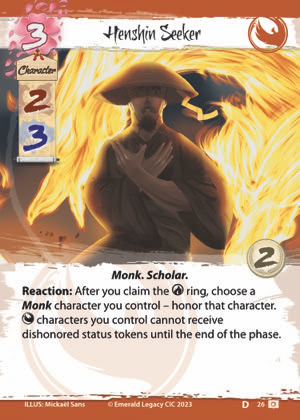 Henshin Seeker
3
Character
2
3
2
Monk. Scholar.
Reaction: After you claim the ring, choose a
Monk character you control – honor that character.
characters you control cannot receive
dishonored status tokens until the end of the phase.
ILLUS: Mickaël Sans © Emerald Legacy CIC 2023 D 26